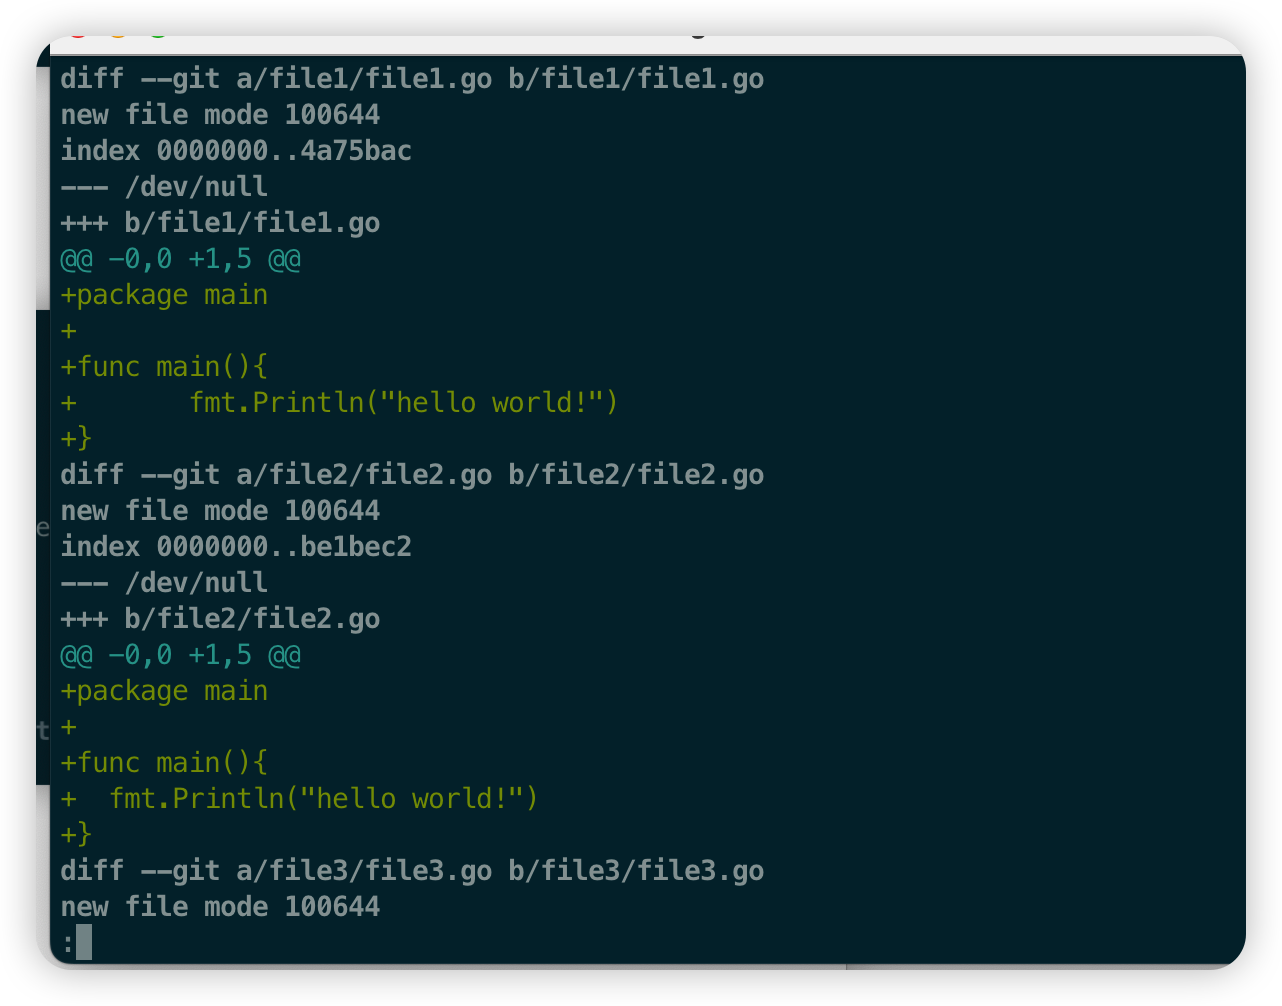 diff --git a/file1/file1.go b/file1/file1.go
new file mode 100644
index 0000000..4a75bac
--- /dev/null
+++ b/file1/file1.go
@@ -0,0 +1,5 @@
+package main
+
+func main(){
+       fmt.Println("hello world!")
+}
diff --git a/file2/file2.go b/file2/file2.go
new file mode 100644
index 0000000..be1bec2
--- /dev/null
+++ b/file2/file2.go
@@ -0,0 +1,5 @@
+package main
+
+func main(){
+  fmt.Println("hello world!")
+}
diff --git a/file3/file3.go b/file3/file3.go
new file mode 100644
:
e
t